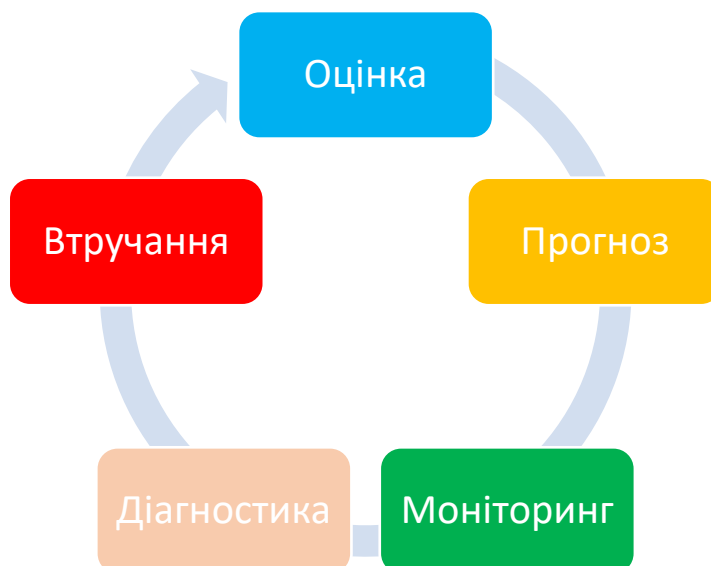 Оцінка
Прогноз
Моніторинг
Діагностика
Втручання